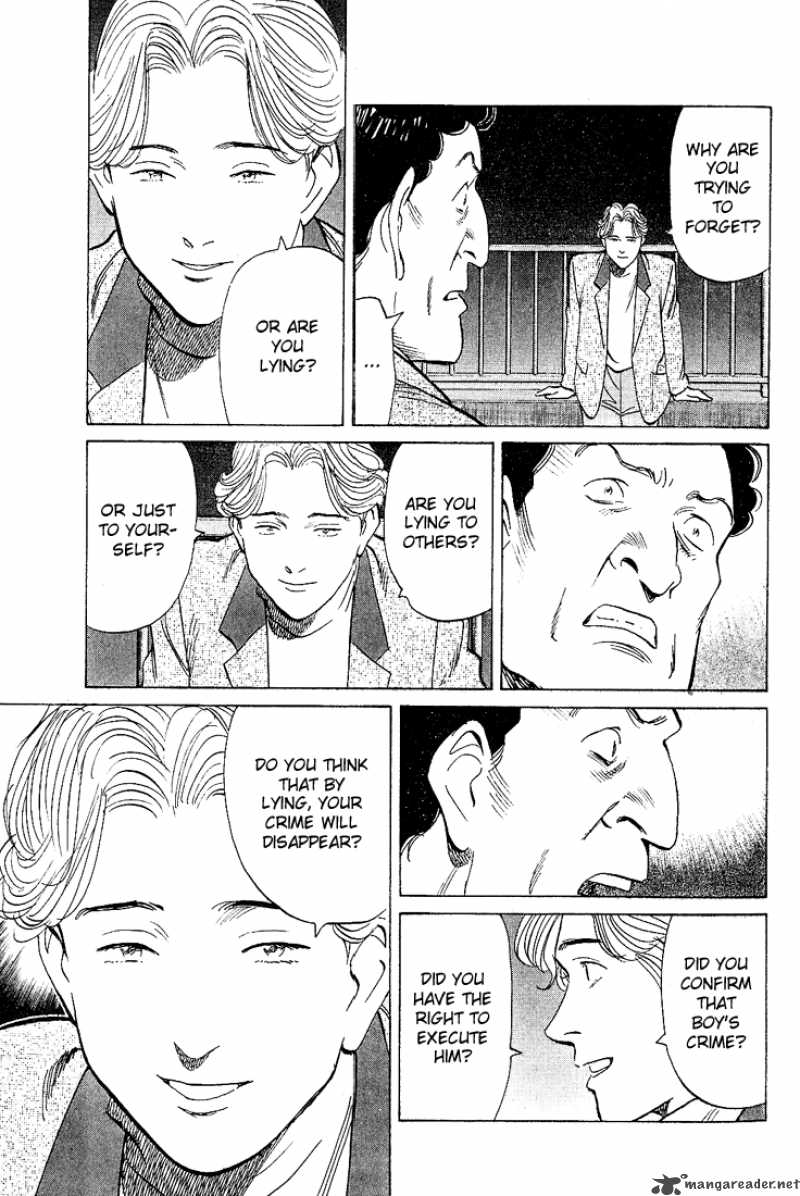 WHY ARE
YOU
TRYING
TO
FORGET?
...
OR ARE
YOU
LYING?
ARE YOU
LYING TO
OTHERS?
OR JUST
TO YOUR-
SELF?
DID YOU
CONFIRM
THAT
BOY'S
CRIME?
DID YOU
HAVE THE
RIGHT TO
EXECUTE
HIM?
DO YOU THINK
THAT BY
LYING, YOUR
CRIME WILL
DISAPPEAR?
mangareader.net